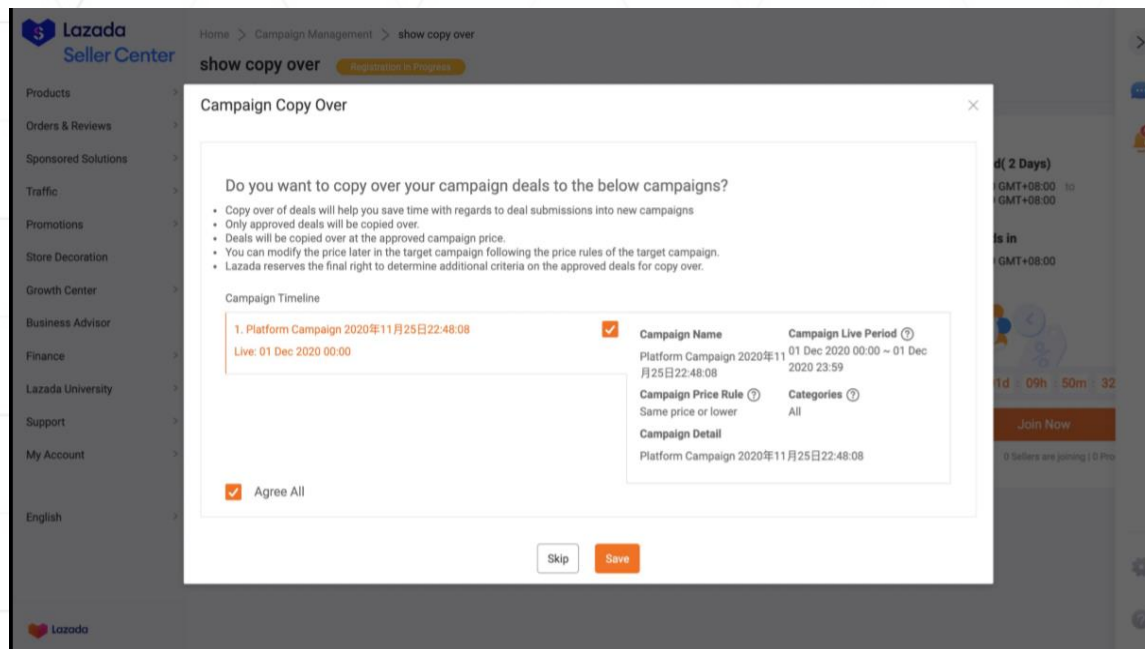 Lazada
Seller Center
Home > Campaign Management > show copy over
show copy over
Registration in Progress
Products
Orders & Reviews
Sponsored Solutions
Traffic
Promotions
Store Decoration
Growth Center
Business Advisor
Finance
Lazada University
Support
My Account
English
Lazada
Campaign Copy Over
Do you want to copy over your campaign deals to the below campaigns?
• Copy over of deals will help you save time with regards to deal submissions into new campaigns
• Only approved deals will be copied over.
• Deals will be copied over at the approved campaign price.
• You can modify the price later in the target campaign following the price rules of the target campaign.
• Lazada reserves the final right to determine additional criteria on the approved deals for copy over.
Campaign Timeline
1. Platform Campaign 2020年11月25日22:48:08
Live: 01 Dec 2020 00:00
Campaign Name
Platform Campaign 2020年11
月25日22:48:08
Campaign Live Period
01 Dec 2020 00:00 ~ 01 Dec
2020 23:59
Campaign Price Rule
Same price or lower
Categories
All
Campaign Detail
Platform Campaign 2020年11月25日22:48:08
Agree All
Skip
Save
d( 2 Days)
GMT+08:00 to
GMT+08:00
ds in
GMT+08:00
1d 09h 50m 32
Join Now
0 Sellers are joining | 0 Pro